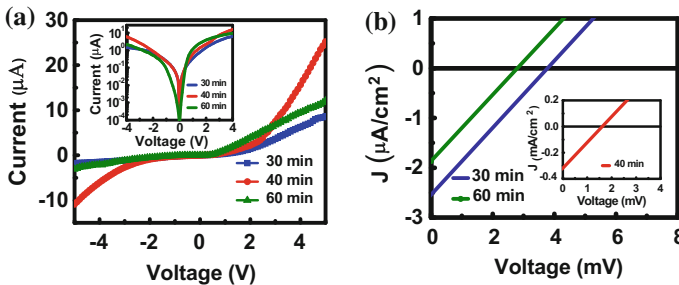 (a)
Current (μA)
30
20
10
0
-10
-4
-2
0
2
4
Voltage (V)
30 min
40 min
60 min
Current (μA)
10¹
10⁰
10⁻¹
10⁻²
10⁻³
10⁻⁴
-4
-2
0
2
4
Voltage (V)
30 min
40 min
60 min
(b)
J (μA/cm²)
1
0
-1
-2
-3
0
2
4
6
8
Voltage (mV)
30 min
60 min
J (mA/cm²)
0.2
0.0
-0.2
-0.4
0
1
2
3
4
Voltage (mV)
40 min